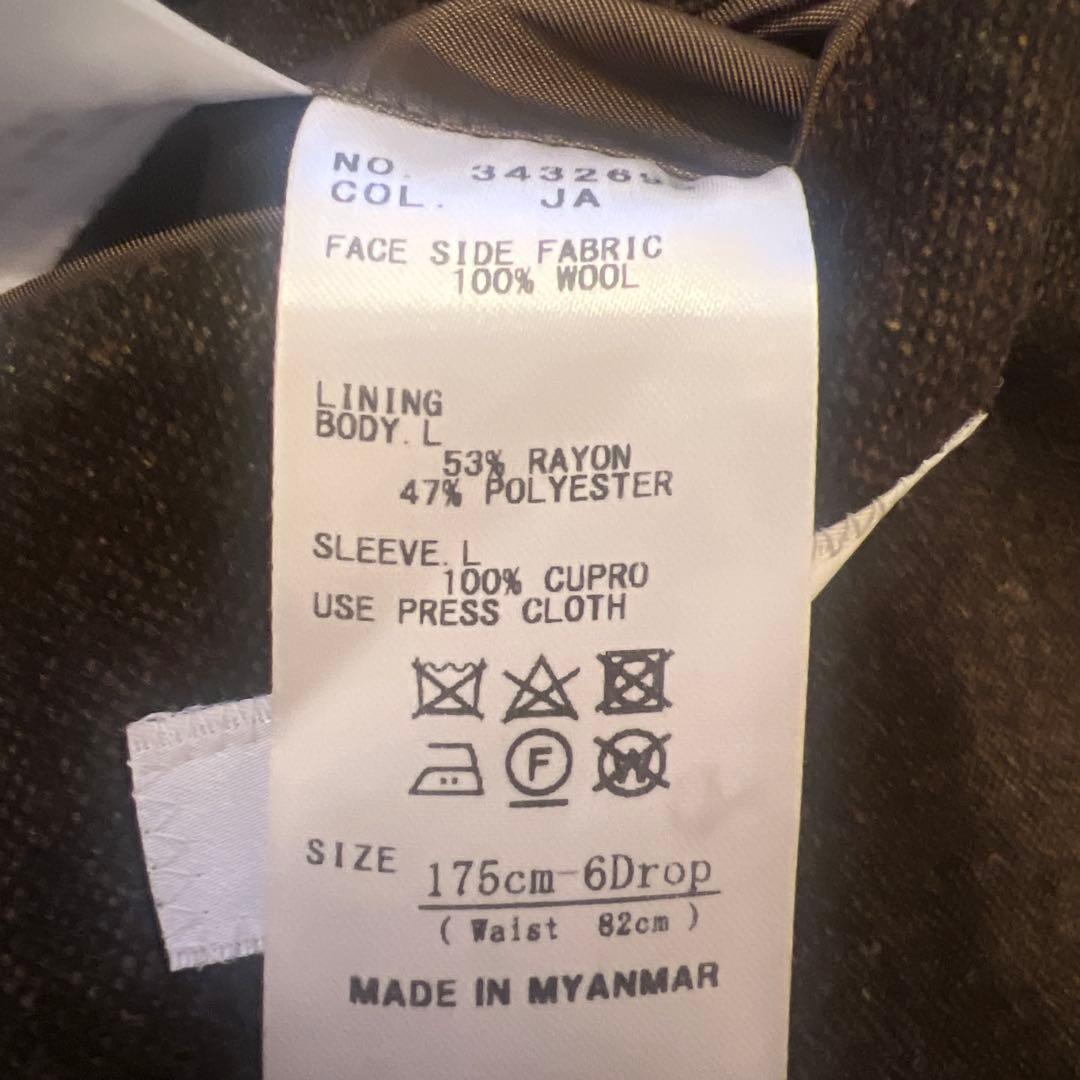 NO.
COL. JA
FACE SIDE FABRIC
100% WOOL
LINING
BODY.L
53% RAYON
47% POLYESTER
SLEEVE.L
100% CUPRO
USE PRESS CLOTH
F W
SIZE 175cm-6Drop
( Waist 82cm )
MADE IN MYANMAR